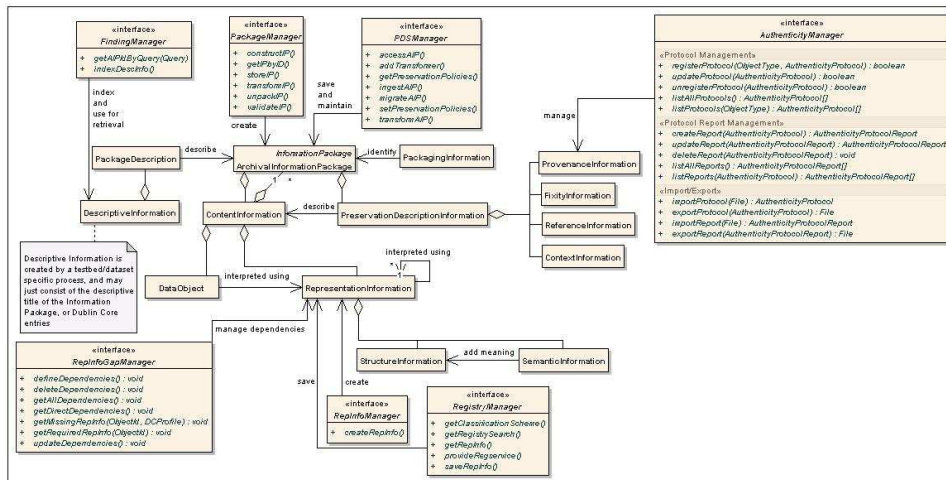 «interface»
FindingManager
+ getAIPIdByQuery(Query)
+ indexDescInfo()
«interface»
PackageManager
+ constructIP()
+ getIPbyID()
+ storeIP()
+ transformIP()
+ unpackIP()
+ validateIP()
«interface»
PDSManager
+ accessAIP()
+ addTransformer()
+ getPreservationPolicies()
+ ingestAIP()
+ migrateAIP()
+ setPreservationPolicies()
+ transformAIP()
«interface»
AuthenticityManager
«Protocol Management»
+ registerProtocol(ObjectType, AuthenticityProtocol) : boolean
+ updateProtocol(AuthenticityProtocol) : boolean
+ unregisterProtocol(AuthenticityProtocol) : boolean
+ listAllProtocols() : AuthenticityProtocol[]
+ listProtocols(ObjectType) : AuthenticityProtocol[]
«Protocol Report Management»
+ createReport(AuthenticityProtocol) : AuthenticityProtocolReport
+ updateReport(AuthenticityProtocolReport) : AuthenticityProtocolReport
+ deleteReport(AuthenticityProtocolReport) : void
+ listAllReports() : AuthenticityProtocolReport[]
+ listReports(AuthenticityProtocol) : AuthenticityProtocolReport[]
«Import/Export»
+ importProtocol(File) : AuthenticityProtocol
+ exportProtocol(AuthenticityProtocol) : File
+ importReport(File) : AuthenticityProtocolReport
+ exportReport(AuthenticityProtocolReport) : File
index
and
use for
retrieval
create
save
and
maintain
manage
PackageDescription
describe
InformationPackage
ArchivalInformationPackage
1
*
identify
PackagingInformation
ProvenanceInformation
DescriptiveInformation
ContentInformation
describe
PreservationDescriptionInformation
FixityInformation
ReferenceInformation
ContextInformation
Descriptive Information is
created by a testbed/dataset
specific process, and may
just consist of the descriptive
title of the Information
Package, or Dublin Core
entries
DataObject
interpreted using
RepresentationInformation
interpreted using
*
1
manage dependencies
StructureInformation
add meaning
SemanticInformation
«interface»
RepInfoGapManager
+ defineDependencies() : void
+ deleteDependencies() : void
+ getAllDependencies() : void
+ getDirectDependencies() : void
+ getMissingRepInfo(ObjectId, DCProfile) : void
+ getRequiredRepInfo(ObjectId) : void
+ updateDependencies() : void
save
create
«interface»
RepInfoManager
+ createRepInfo()
«interface»
RegistryManager
+ getClassificationScheme()
+ getRegistrySearch()
+ getRepInfo()
+ provideRegservice()
+ saveRepInfo()